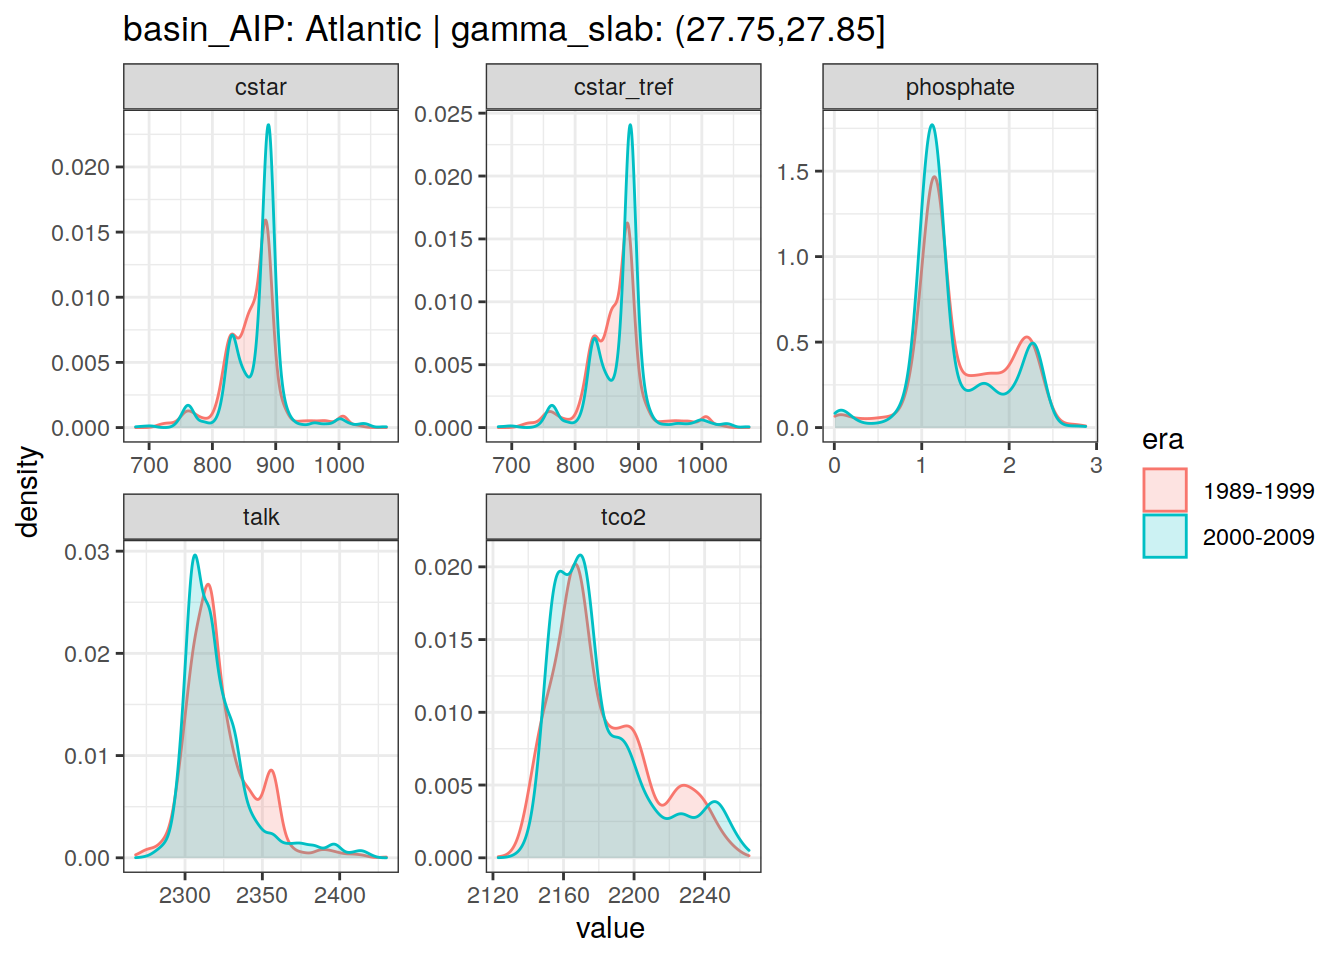 basin_AIP: Atlantic | gamma_slab: (27.75,27.85]
cstar
cstar_tref
phosphate
0.020
0.015
0.010
0.005
0.000
700 800 900 1000
0.025
0.020
0.015
0.010
0.005
0.000
700 800 900 1000
1.5
1.0
0.5
0.0
0 1 2 3
density
talk
tco2
0.03
0.02
0.01
0.00
2300 2350 2400
0.020
0.015
0.010
0.005
0.000
2120 2160 2200 2240
value
era
1989-1999
2000-2009